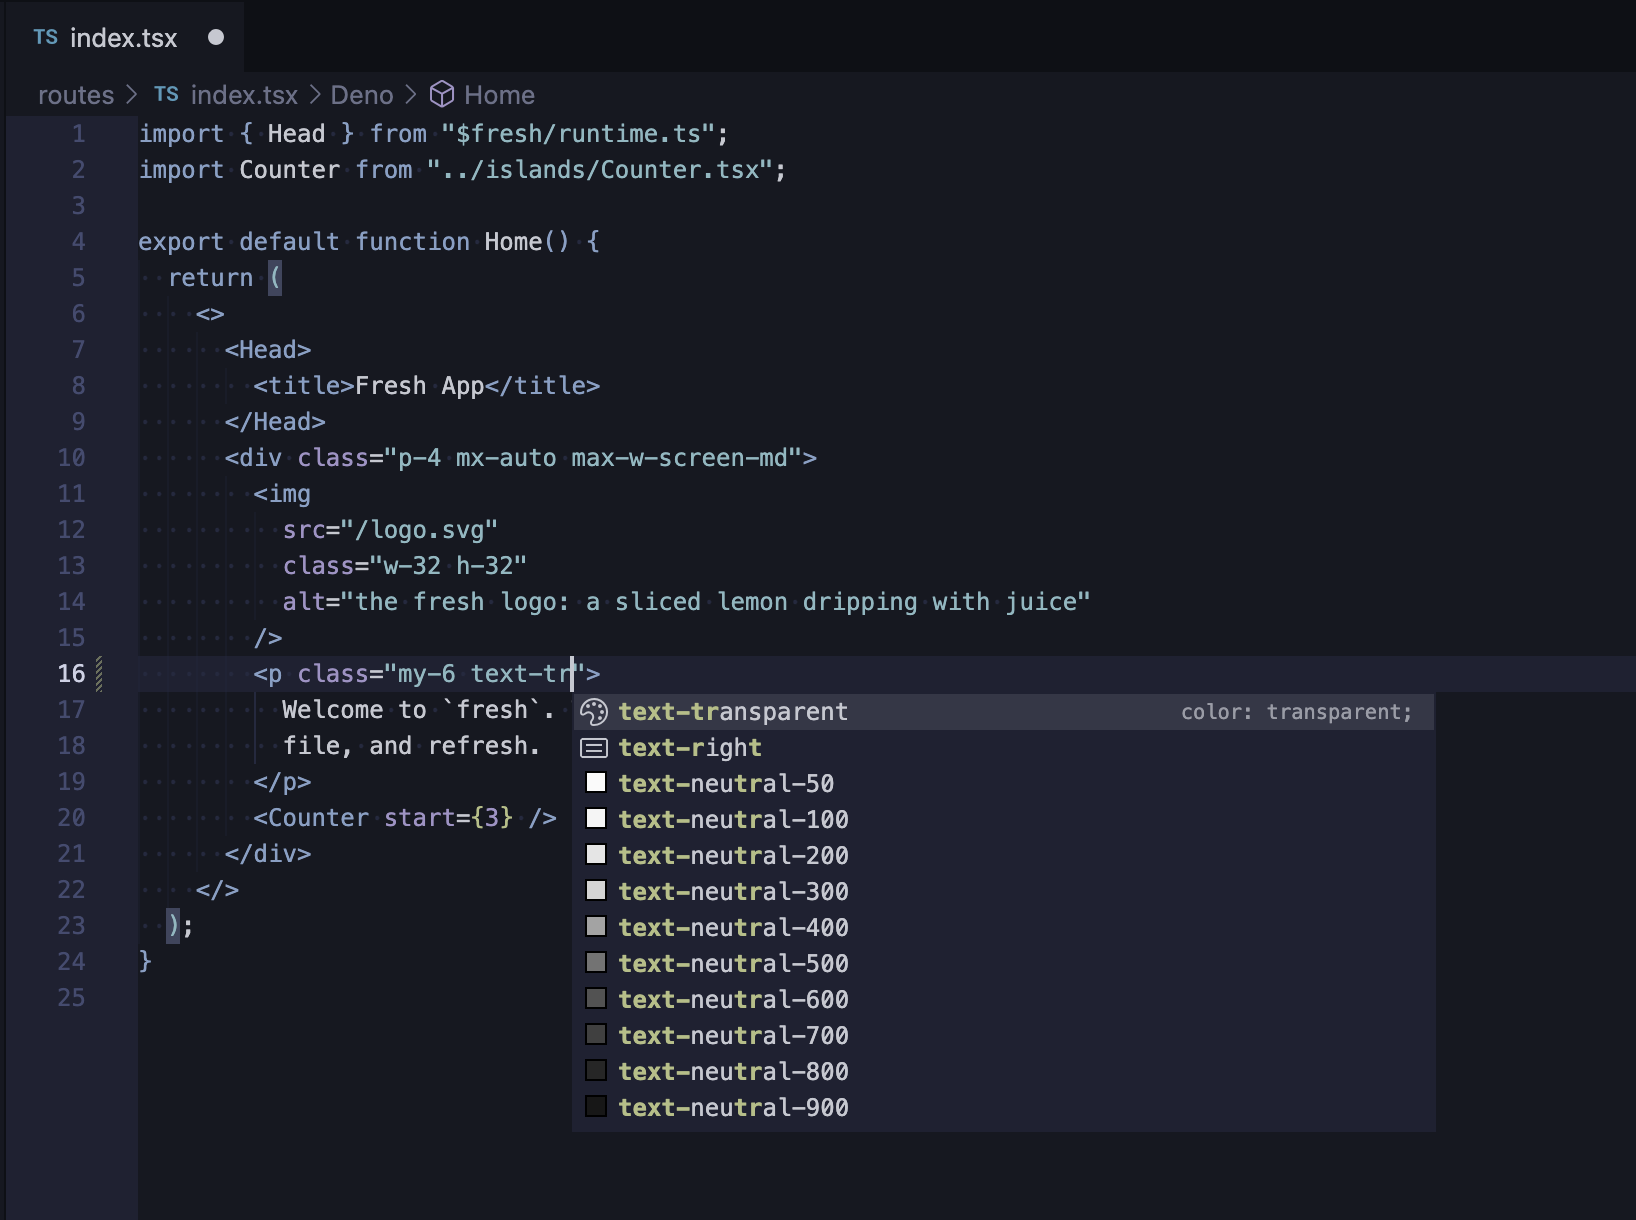 TS index.tsx
routes > TS index.tsx > Deno > Home
1 import { Head } from "$fresh/runtime.ts";
2 import Counter from "../islands/Counter.tsx";
3
4 export default function Home() {
5 return (
6 <>
7 <Head>
8 <title>Fresh App</title>
9 </Head>
10 <div class="p-4 mx-auto max-w-screen-md">
11 <img
12 src="/logo.svg"
13 class="w-32 h-32"
14 alt="the fresh logo: a sliced lemon dripping with juice"
15 />
16 <p class="my-6 text-tr">
17 Welcome to `fresh`.
18 file, and refresh.
19 </p>
20 <Counter start={3} />
21 </div>
22 </>
23 );
24 }
25
text-transparent color: transparent;
text-right
text-neutral-50
text-neutral-100
text-neutral-200
text-neutral-300
text-neutral-400
text-neutral-500
text-neutral-600
text-neutral-700
text-neutral-800
text-neutral-900